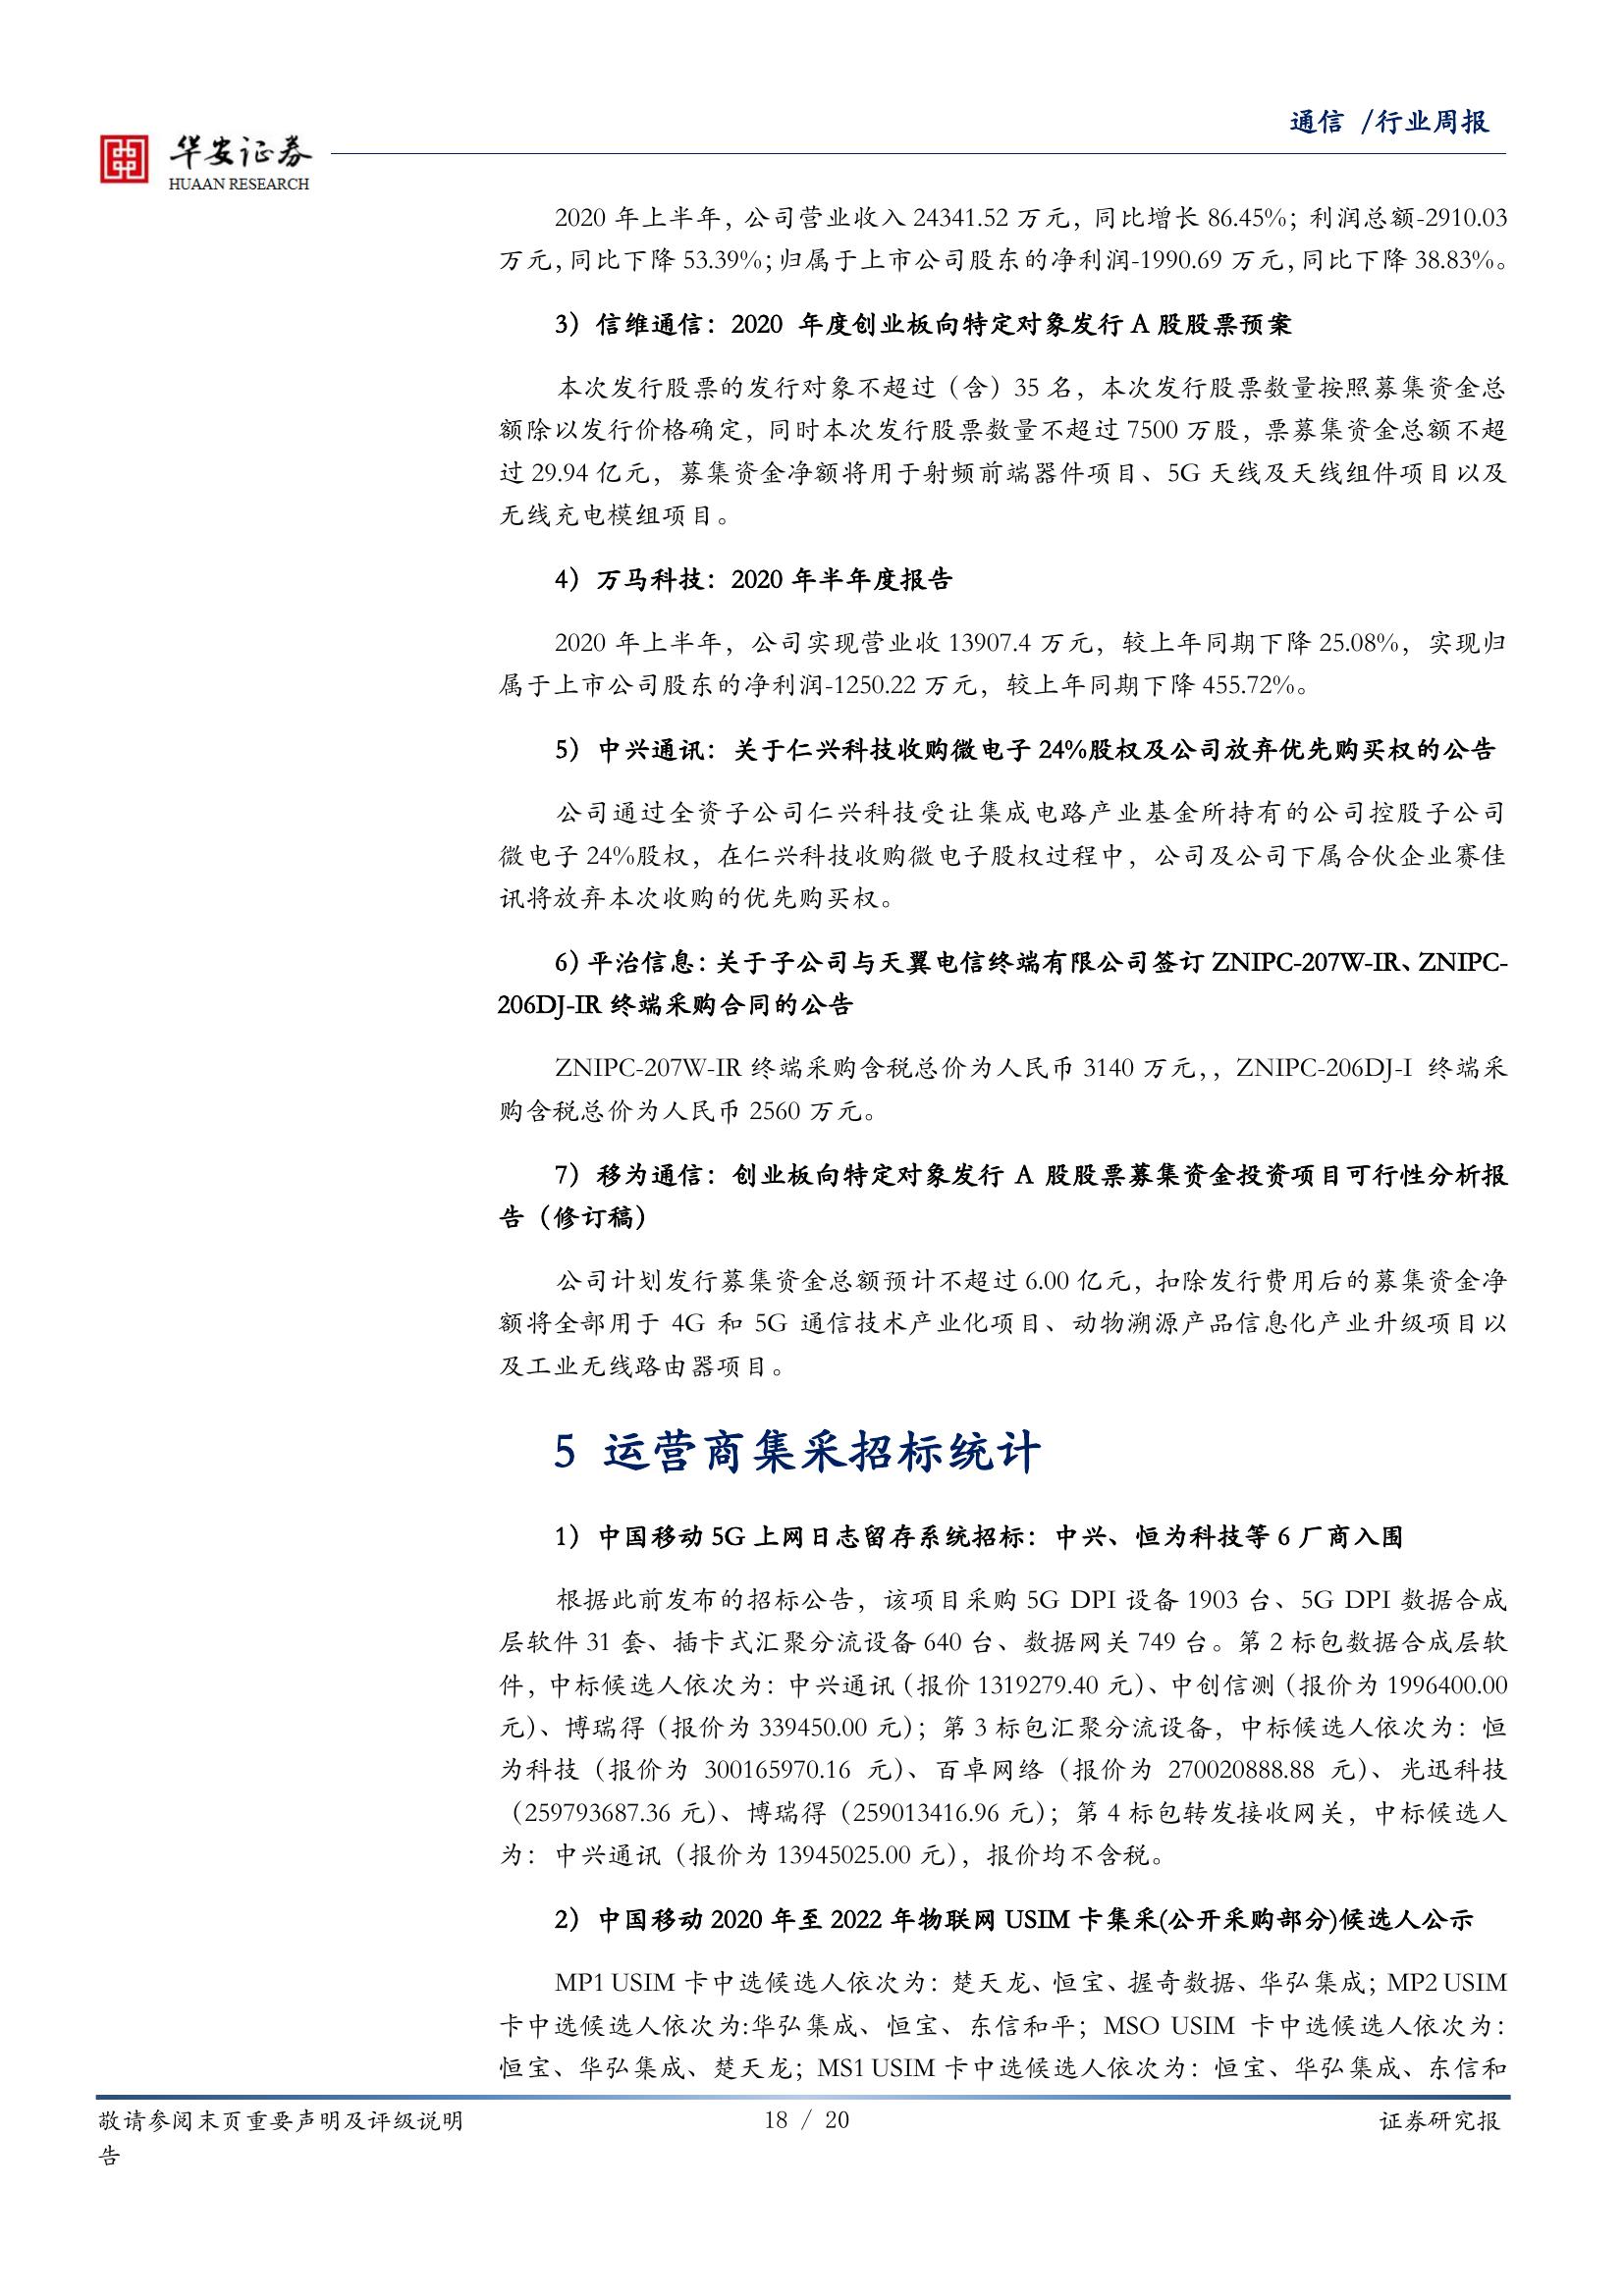 通信 /行业周报
华安证券
HUAAN RESEARCH
2020 年上半年，公司营业收入 24341.52 万元，同比增长 86.45%；利润总额-2910.03
万元，同比下降 53.39%；归属于上市公司股东的净利润-1990.69 万元，同比下降 38.83%。
3）信维通信：2020 年度创业板向特定对象发行 A 股股票预案
本次发行股票的发行对象不超过（含）35 名，本次发行股票数量按照募集资金总
额除以发行价格确定，同时本次发行股票数量不超过 7500 万股，票募集资金总额不超
过 29.94 亿元，募集资金净额将用于射频前端器件项目、5G 天线及天线组件项目以及
无线充电模组项目。
4）万马科技：2020 年半年度报告
2020 年上半年，公司实现营业收 13907.4 万元，较上年同期下降 25.08%，实现归
属于上市公司股东的净利润-1250.22 万元，较上年同期下降 455.72%。
5）中兴通讯：关于仁兴科技收购微电子 24%股权及公司放弃优先购买权的公告
公司通过全资子公司仁兴科技受让集成电路产业基金所持有的公司控股子公司
微电子 24%股权，在仁兴科技收购微电子股权过程中，公司及公司下属合伙企业赛佳
讯将放弃本次收购的优先购买权。
6）平治信息：关于子公司与天翼电信终端有限公司签订 ZNIPC-207W-IR、ZNIPC-
206DJ-IR 终端采购合同的公告
ZNIPC-207W-IR 终端采购含税总价为人民币 3140 万元，，ZNIPC-206DJ-I 终端采
购含税总价为人民币 2560 万元。
7）移为通信：创业板向特定对象发行 A 股股票募集资金投资项目可行性分析报
告（修订稿）
公司计划发行募集资金总额预计不超过 6.00 亿元，扣除发行费用后的募集资金净
额将全部用于 4G 和 5G 通信技术产业化项目、动物溯源产品信息化产业升级项目以
及工业无线路由器项目。
5 运营商集采招标统计
1）中国移动 5G 上网日志留存系统招标：中兴、恒为科技等 6 厂商入围
根据此前发布的招标公告，该项目采购 5G DPI 设备 1903 台、5G DPI 数据合成
层软件 31 套、插卡式汇聚分流设备 640 台、数据网关 749 台。第 2 标包数据合成层软
件，中标候选人依次为：中兴通讯（报价 1319279.40 元）、中创信测（报价为 1996400.00
元）、博瑞得（报价为 339450.00 元）；第 3 标包汇聚分流设备，中标候选人依次为：恒
为科技（报价为 300165970.16 元）、百卓网络（报价为 270020888.88 元）、光迅科技
（259793687.36 元）、博瑞得（259013416.96 元）；第 4 标包转发接收网关，中标候选人
为：中兴通讯（报价为 13945025.00 元），报价均不含税。
2）中国移动 2020 年至 2022 年物联网 USIM 卡集采(公开采购部分)候选人公示
MP1 USIM 卡中选候选人依次为：楚天龙、恒宝、握奇数据、华弘集成；MP2 USIM
卡中选候选人依次为:华弘集成、恒宝、东信和平；MSO USIM 卡中选候选人依次为：
恒宝、华弘集成、楚天龙；MS1 USIM 卡中选候选人依次为：恒宝、华弘集成、东信和
敬请参阅末页重要声明及评级说明 18 / 20 证券研究报
告